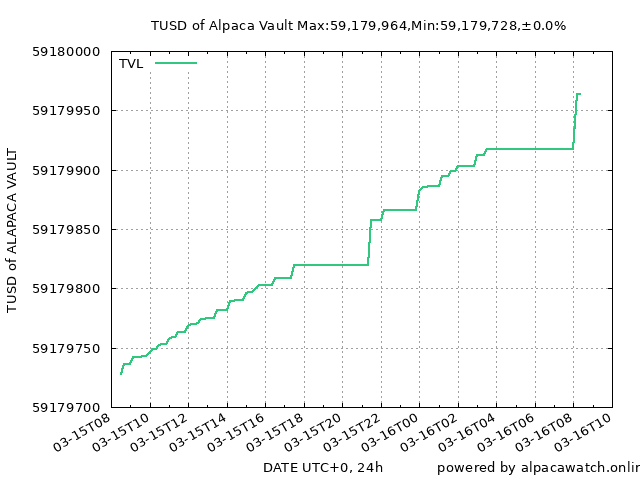 TUSD of Alpaca Vault Max:59,179,964,Min:59,179,728,±0.0%
TVL
59180000
59179950
59179900
59179850
59179800
59179750
59179700
TUSD of ALAPACA VAULT
03-15T08
03-15T10
03-15T12
03-15T14
03-15T16
03-15T18
03-15T20
03-15T22
03-16T00
03-16T02
03-16T04
03-16T06
03-16T08
03-16T10
DATE UTC+0, 24h
powered by alpacawatch.onlin